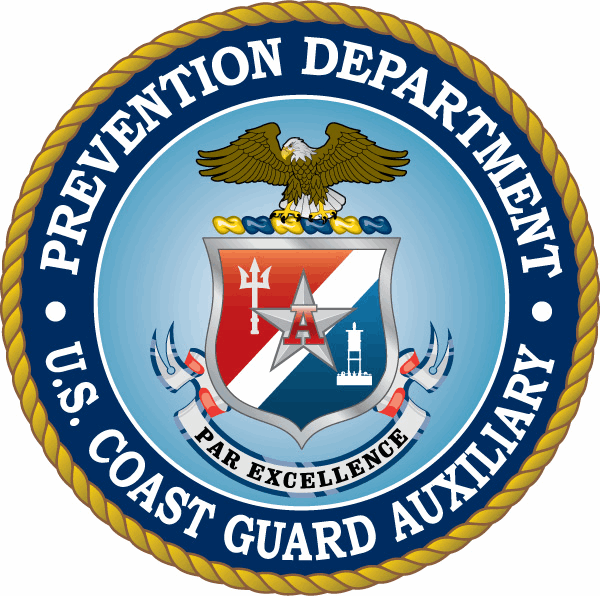 PREVENTION DEPARTMENT
A
PAR EXCELLENCE
U.S. COAST GUARD AUXILIARY